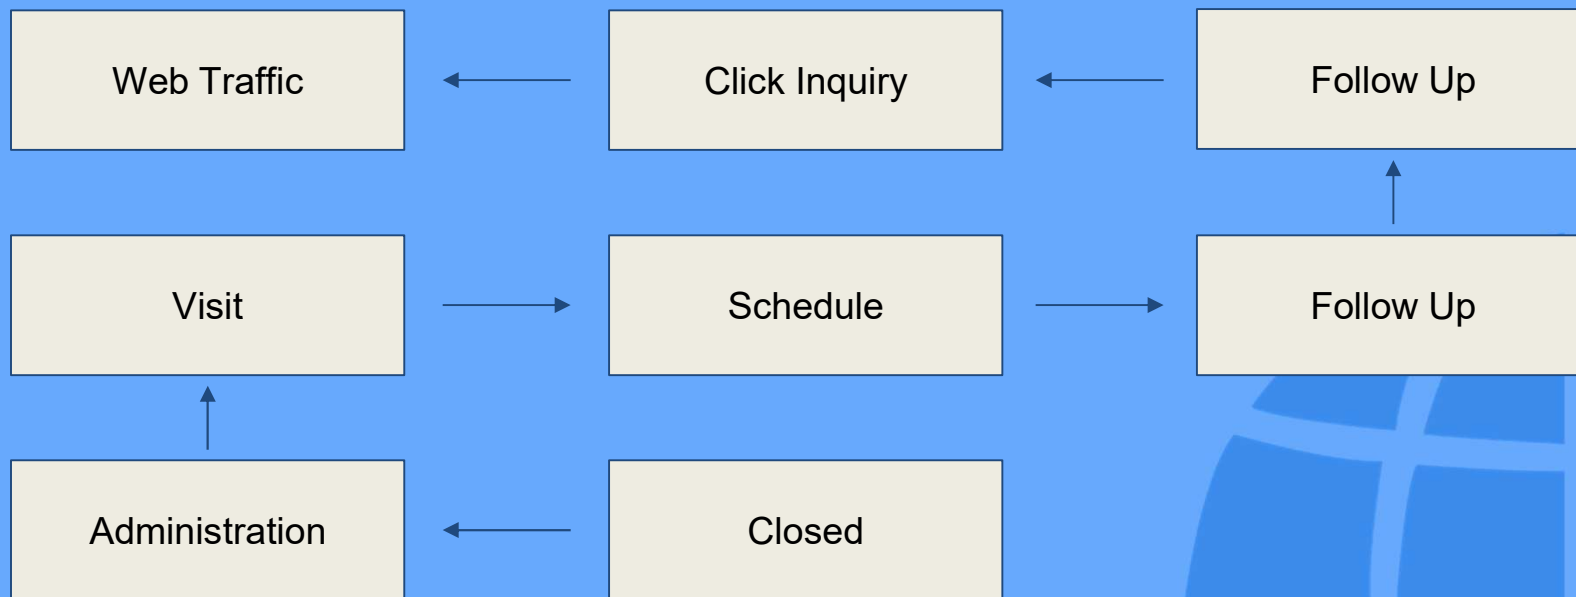 Web Traffic
Click Inquiry
Follow Up
Visit
Schedule
Follow Up
Administration
Closed